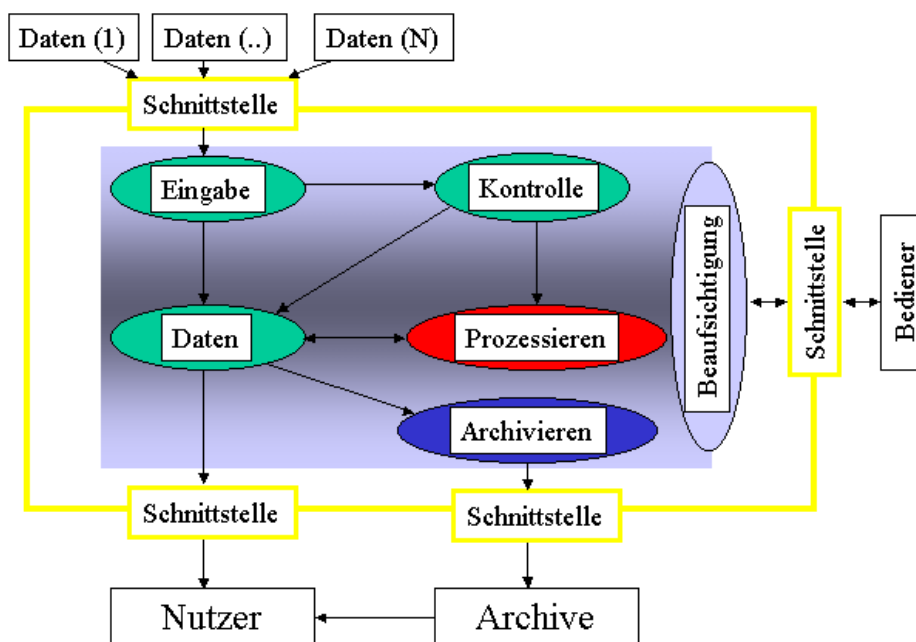 Daten (1)
Daten (..)
Daten (N)
Schnittstelle
Eingabe
Kontrolle
Beaufsichtigung
Schnittstelle
Bediener
Daten
Prozessieren
Archivieren
Schnittstelle
Schnittstelle
Nutzer
Archive